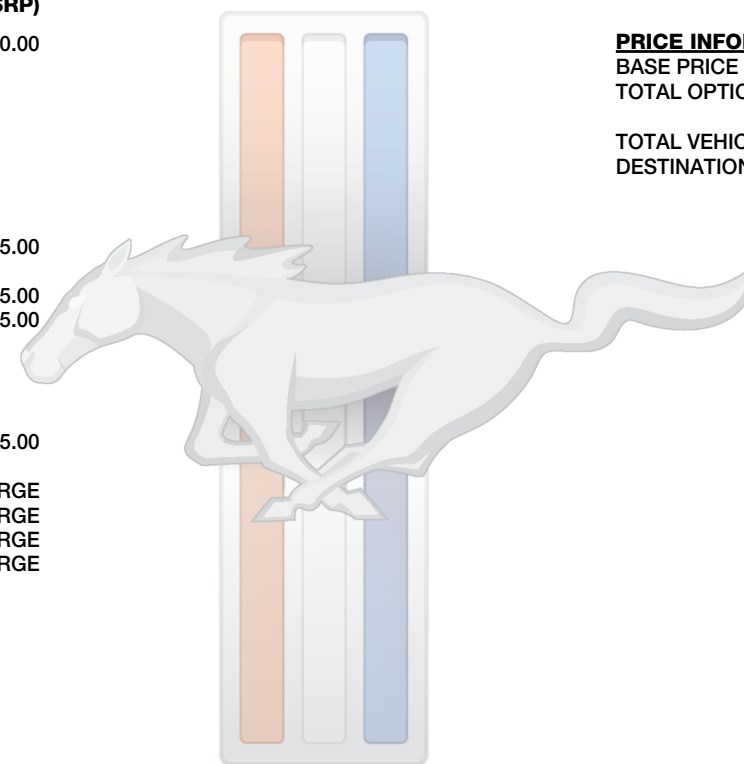 SRP)
0.00
5.00
5.00
5.00
5.00
RGE
RGE
RGE
RGE
PRICE INFO
BASE PRICE
TOTAL OPTIO
TOTAL VEHIC
DESTINATION